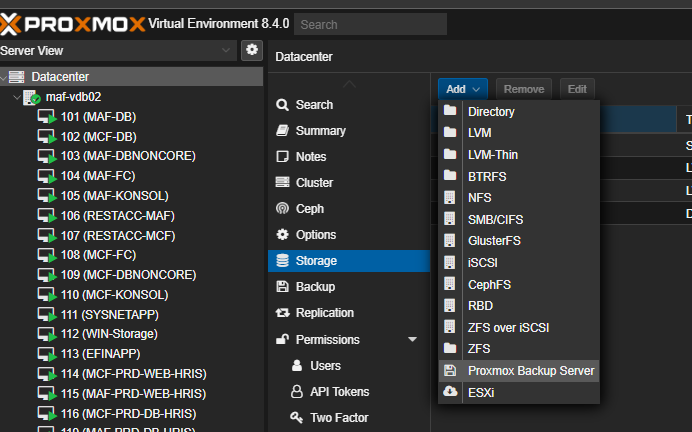 PROXMOX Virtual Environment 8.4.0 Search
Server View
Datacenter
maf-vdb02
101 (MAF-DB)
102 (MCF-DB)
103 (MAF-DBNONCORE)
104 (MAF-FC)
105 (MAF-KONSOL)
106 (RESTACC-MAF)
107 (RESTACC-MCF)
108 (MCF-FC)
109 (MCF-DBNONCORE)
110 (MCF-KONSOL)
111 (SYSNETAPP)
112 (WIN-Storage)
113 (EFINAPP)
114 (MCF-PRD-WEB-HRIS)
115 (MAF-PRD-WEB-HRIS)
116 (MCF-PRD-DB-HRIS)
Datacenter
Search
Summary
Notes
Cluster
Ceph
Options
Storage
Backup
Replication
Permissions
Users
API Tokens
Two Factor
Add Remove Edit
Directory
LVM
LVM-Thin
BTRFS
NFS
SMB/CIFS
GlusterFS
iSCSI
CephFS
RBD
ZFS over iSCSI
ZFS
Proxmox Backup Server
ESXi